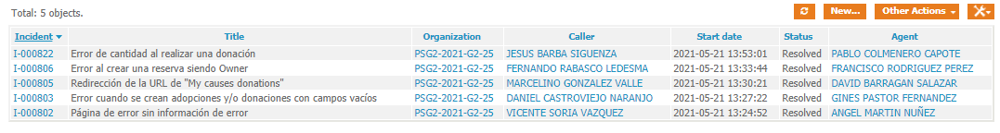 Total: 5 objects. New... Other Actions
Incident Title Organization Caller Start date Status Agent
I-000822 Error de cantidad al realizar una donación PSG2-2021-G2-25 JESUS BARBA SIGUENZA 2021-05-21 13:53:01 Resolved PABLO COLMENERO CAPOTE
I-000806 Error al crear una reserva siendo Owner PSG2-2021-G2-25 FERNANDO RABASCO LEDESMA 2021-05-21 13:33:44 Resolved FRANCISCO RODRIGUEZ PEREZ
I-000805 Redirección de la URL de "My causes donations" PSG2-2021-G2-25 MARCELINO GONZALEZ VALLE 2021-05-21 13:30:21 Resolved DAVID BARRAGAN SALAZAR
I-000803 Error cuando se crean adopciones y/o donaciones con campos vacíos PSG2-2021-G2-25 DANIEL CASTROVIEJO NARANJO 2021-05-21 13:27:22 Resolved GINES PASTOR FERNANDEZ
I-000802 Página de error sin información de error PSG2-2021-G2-25 VICENTE SORIA VAZQUEZ 2021-05-21 13:24:52 Resolved ANGEL MARTIN NUÑEZ